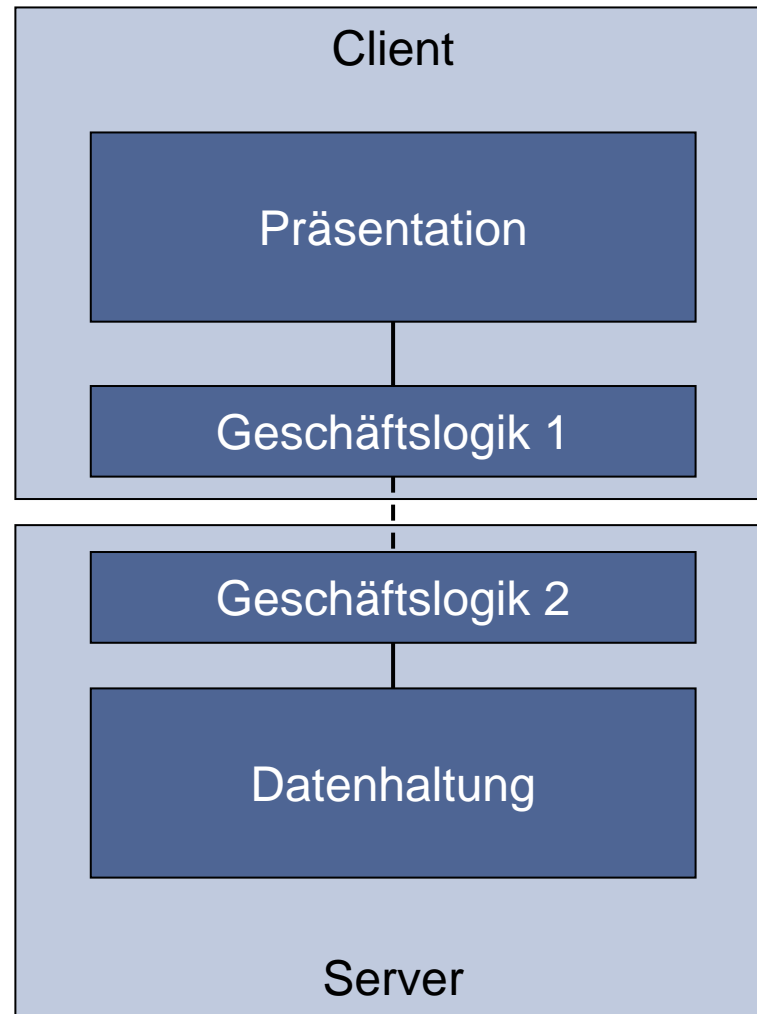 Client
Präsentation
Geschäftslogik 1
Geschäftslogik 2
Datenhaltung
Server